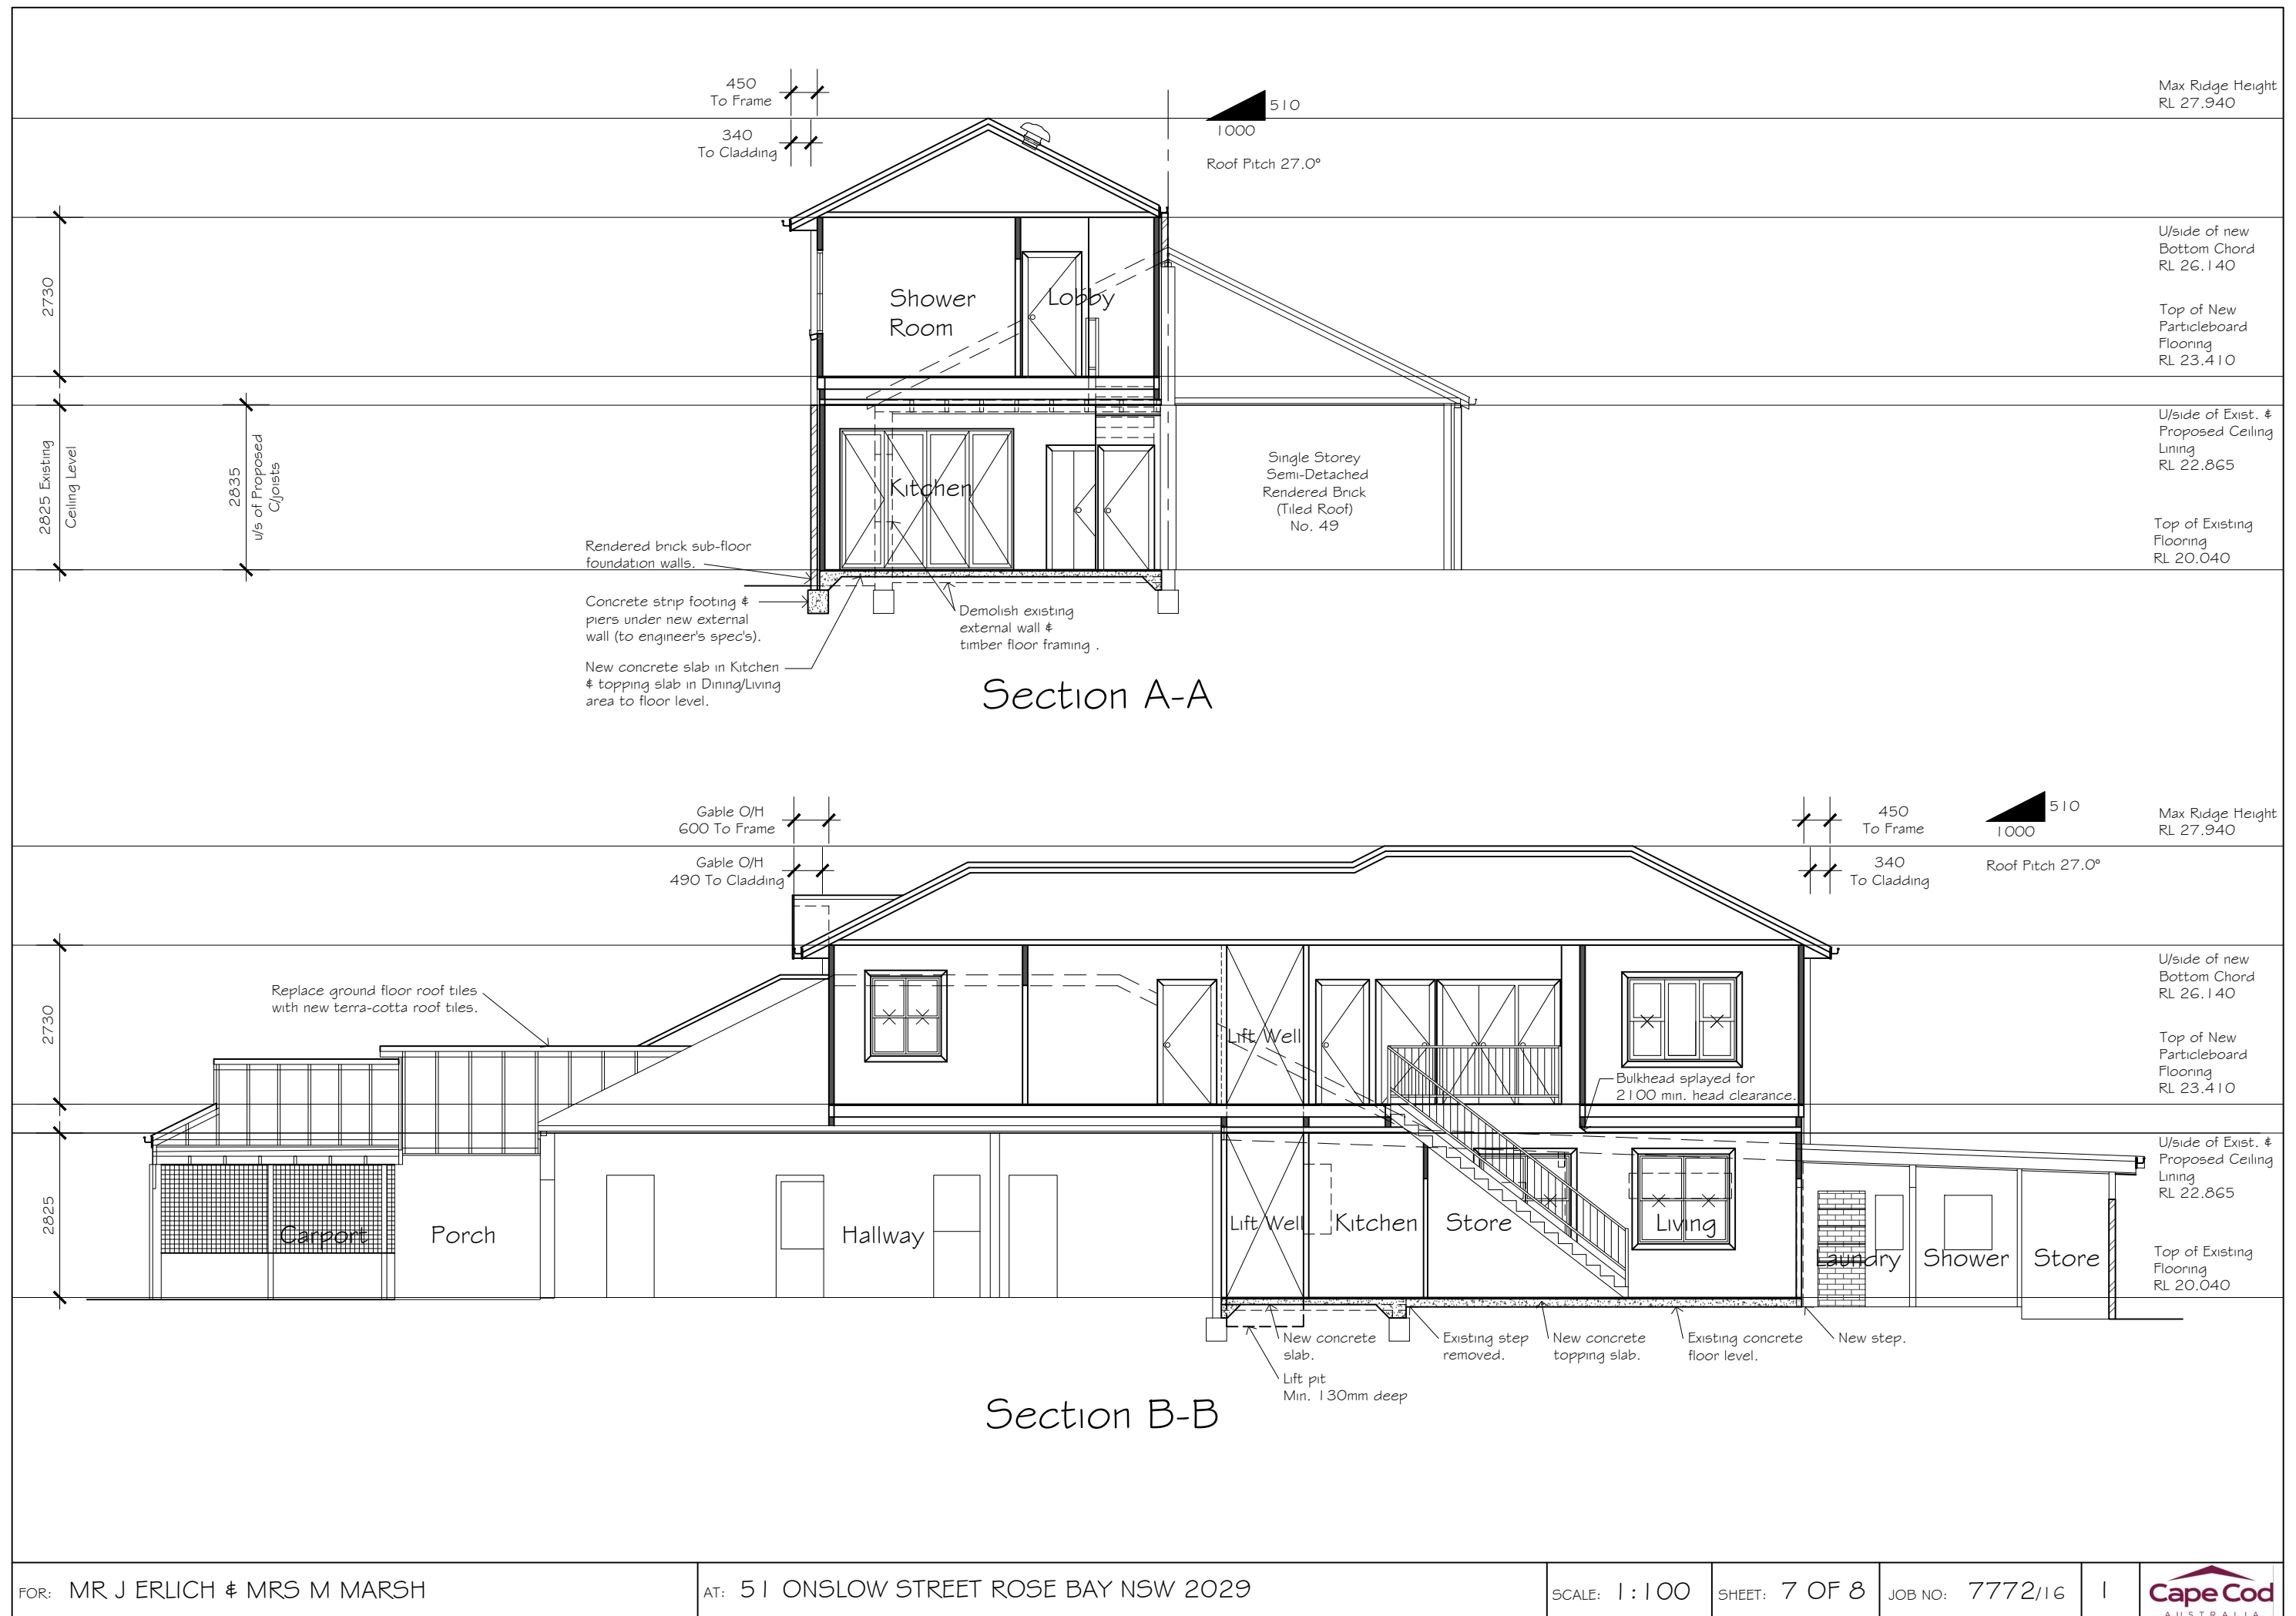 450
To Frame
340
To Cladding
510
1000
Roof Pitch 27.0°
Max Ridge Height
RL 27.940
U/side of new
Bottom Chord
RL 26.140
Top of New
Particleboard
Flooring
RL 23.410
U/side of Exist. &
Proposed Ceiling
Lining
RL 22.865
Top of Existing
Flooring
RL 20.040
2730
2825 Existing
Ceiling Level
2835
u/s of Proposed
C/joists
Shower
Room
Lobby
Kitchen
Single Storey
Semi-Detached
Rendered Brick
(Tiled Roof)
No. 49
Rendered brick sub-floor
foundation walls.
Concrete strip footing &
piers under new external
wall (to engineer's spec's).
New concrete slab in Kitchen
& topping slab in Dining/Living
area to floor level.
Demolish existing
external wall &
timber floor framing .
Section A-A
Gable O/H
600 To Frame
Gable O/H
490 To Cladding
450
To Frame
340
To Cladding
510
1000
Roof Pitch 27.0°
Max Ridge Height
RL 27.940
U/side of new
Bottom Chord
RL 26.140
Top of New
Particleboard
Flooring
RL 23.410
U/side of Exist. &
Proposed Ceiling
Lining
RL 22.865
Top of Existing
Flooring
RL 20.040
2730
2825
Replace ground floor roof tiles
with new terra-cotta roof tiles.
Lift Well
Bulkhead splayed for
2100 min. head clearance.
Carport
Porch
Hallway
Lift Well
Kitchen
Store
Living
Laundry
Shower
Store
New concrete
slab.
Lift pit
Min. 130mm deep
Existing step
removed.
New concrete
topping slab.
Existing concrete
floor level.
New step.
Section B-B
FOR: MR J ERLICH & MRS M MARSH
AT: 51 ONSLOW STREET ROSE BAY NSW 2029
SCALE: 1:100
SHEET: 7 OF 8
JOB NO: 7772/16
1
Cape Cod
AUSTRALIA